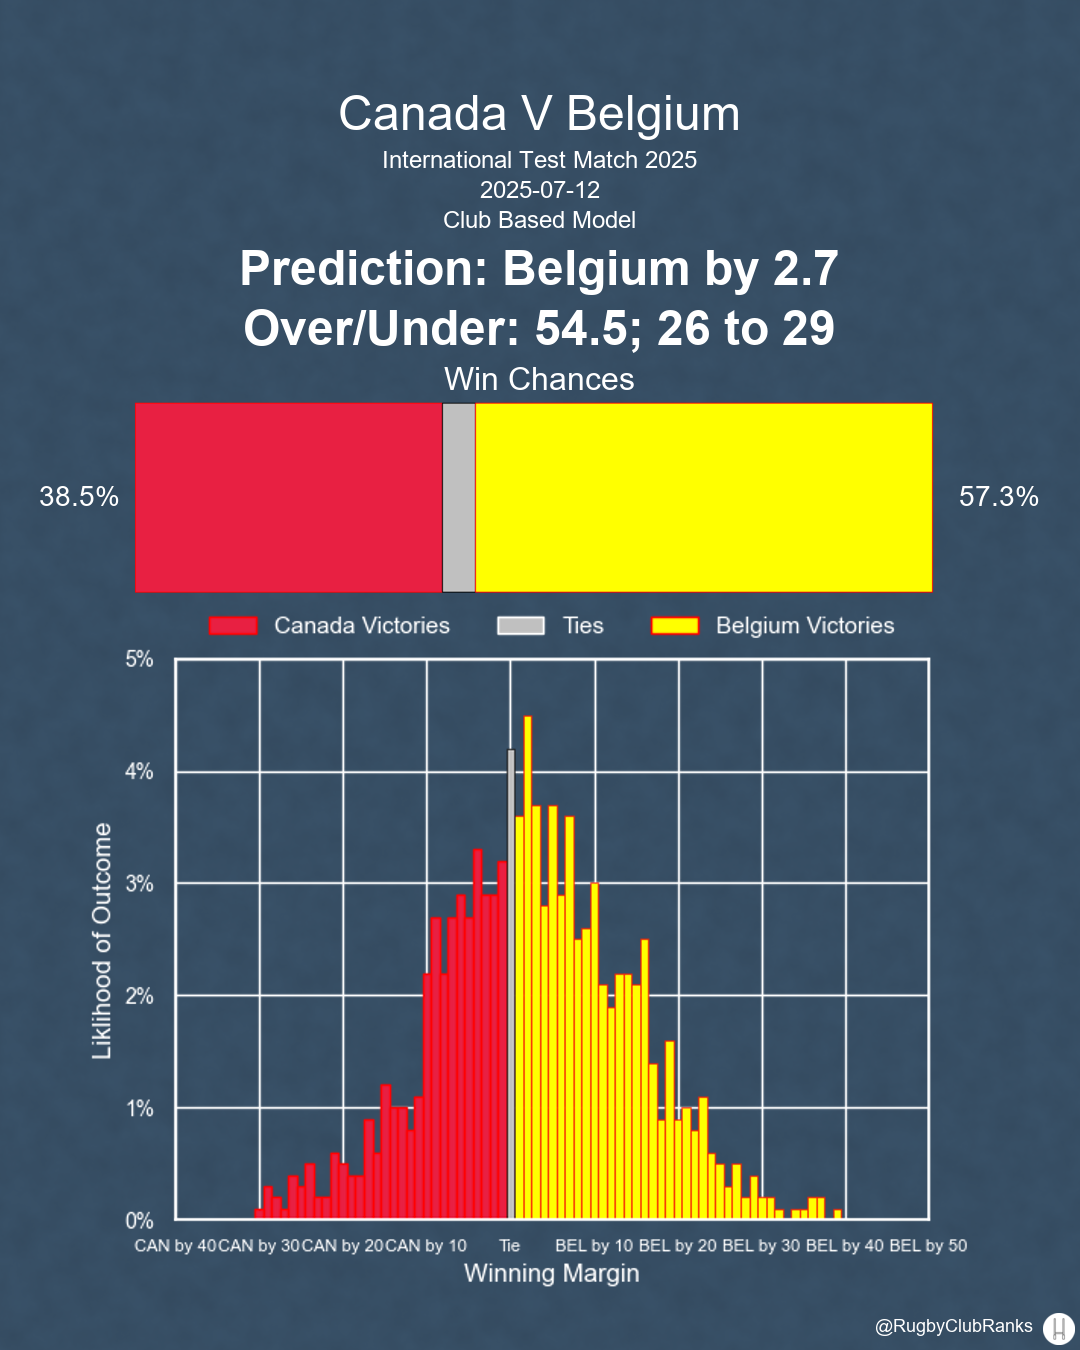 Canada V Belgium
International Test Match 2025
2025-07-12
Club Based Model
Prediction: Belgium by 2.7
Over/Under: 54.5; 26 to 29
Win Chances
38.5%
57.3%
Canada Victories
Ties
Belgium Victories
5%
4%
3%
2%
1%
0%
Liklihood of Outcome
CAN by 40 CAN by 30 CAN by 20 CAN by 10 Tie BEL by 10 BEL by 20 BEL by 30 BEL by 40 BEL by 50
Winning Margin
@RugbyClubRanks